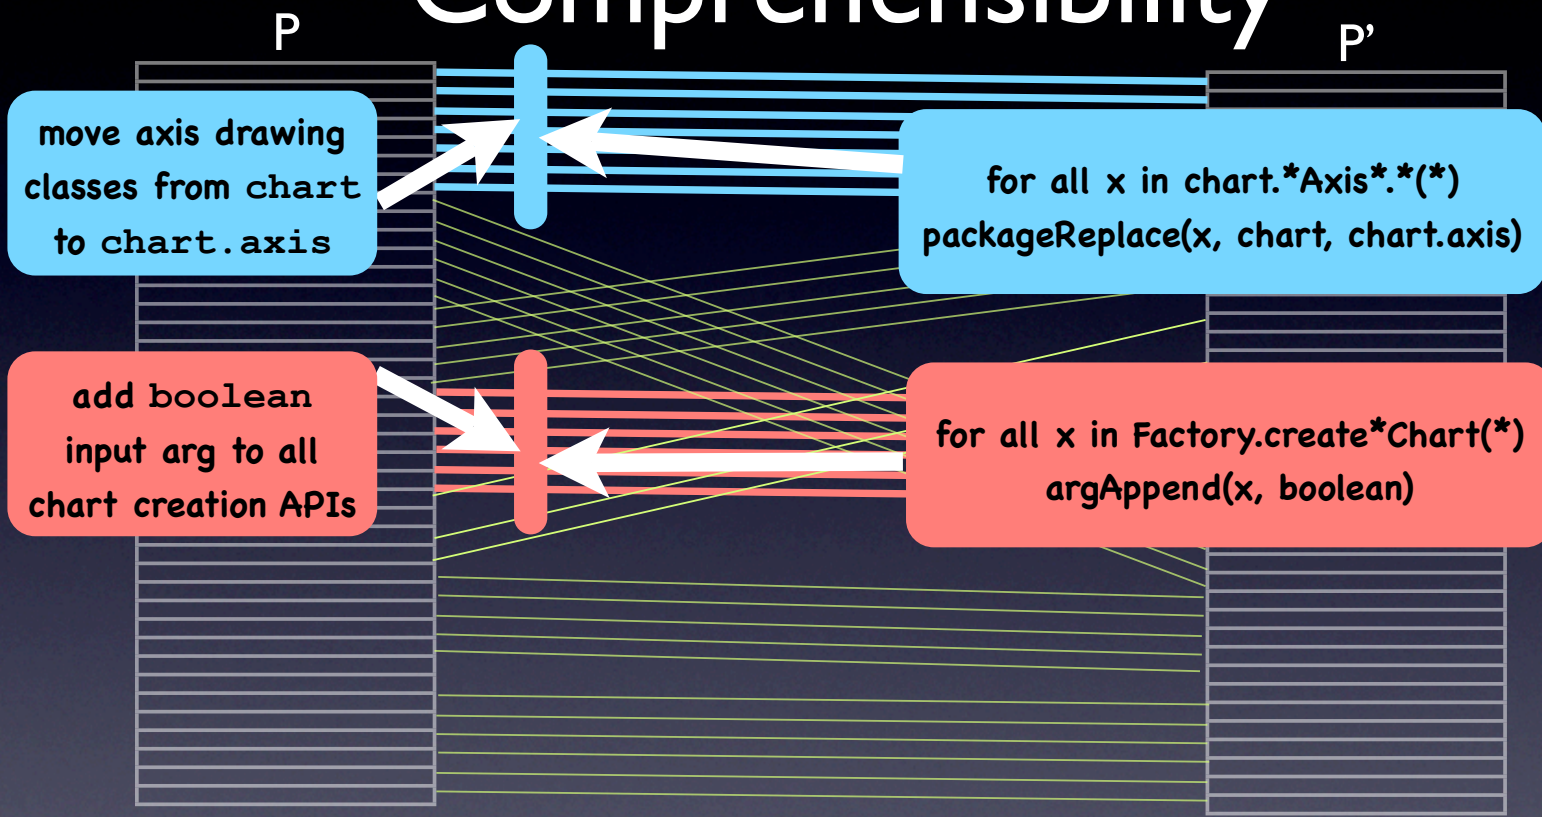 Comprehensibility
P
P’
move axis drawing
classes from chart
to chart.axis
for all x in chart.*Axis*.*(*)
packageReplace(x, chart, chart.axis)
add boolean
input arg to all
chart creation APIs
for all x in Factory.create*Chart(*)
argAppend(x, boolean)